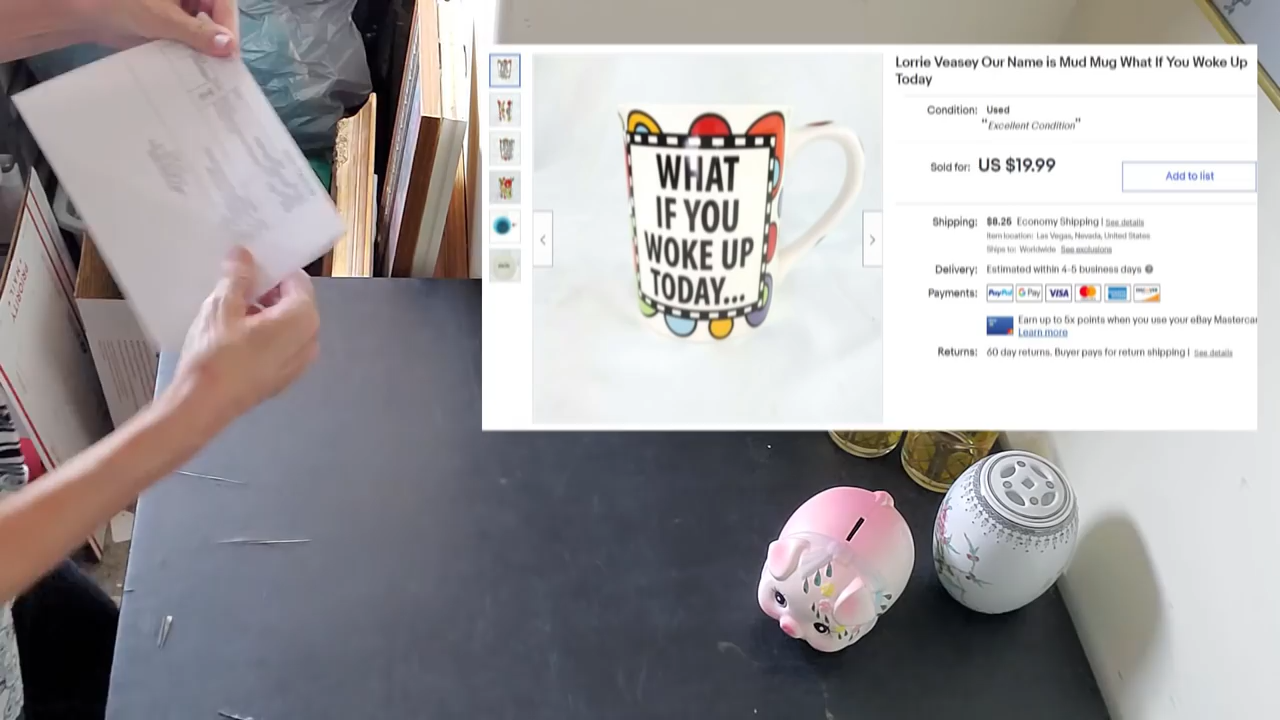 Lorrie Veasey Our Name is Mud Mug What If You Woke Up
Today
Condition: Used
"Excellent Condition"
Sold for: US $19.99
Add to list
Shipping: $8.25 Economy Shipping | See details
Item location: Las Vegas, Nevada, United States
Ships to: Worldwide See exclusions
Delivery: Estimated within 4-5 business days
Payments: PayPal G Pay VISA
Earn up to 5x points when you use your eBay Mastercar
Learn more
Returns: 60 day returns. Buyer pays for return shipping | See details
WHAT
IF YOU
WOKE UP
TODAY...